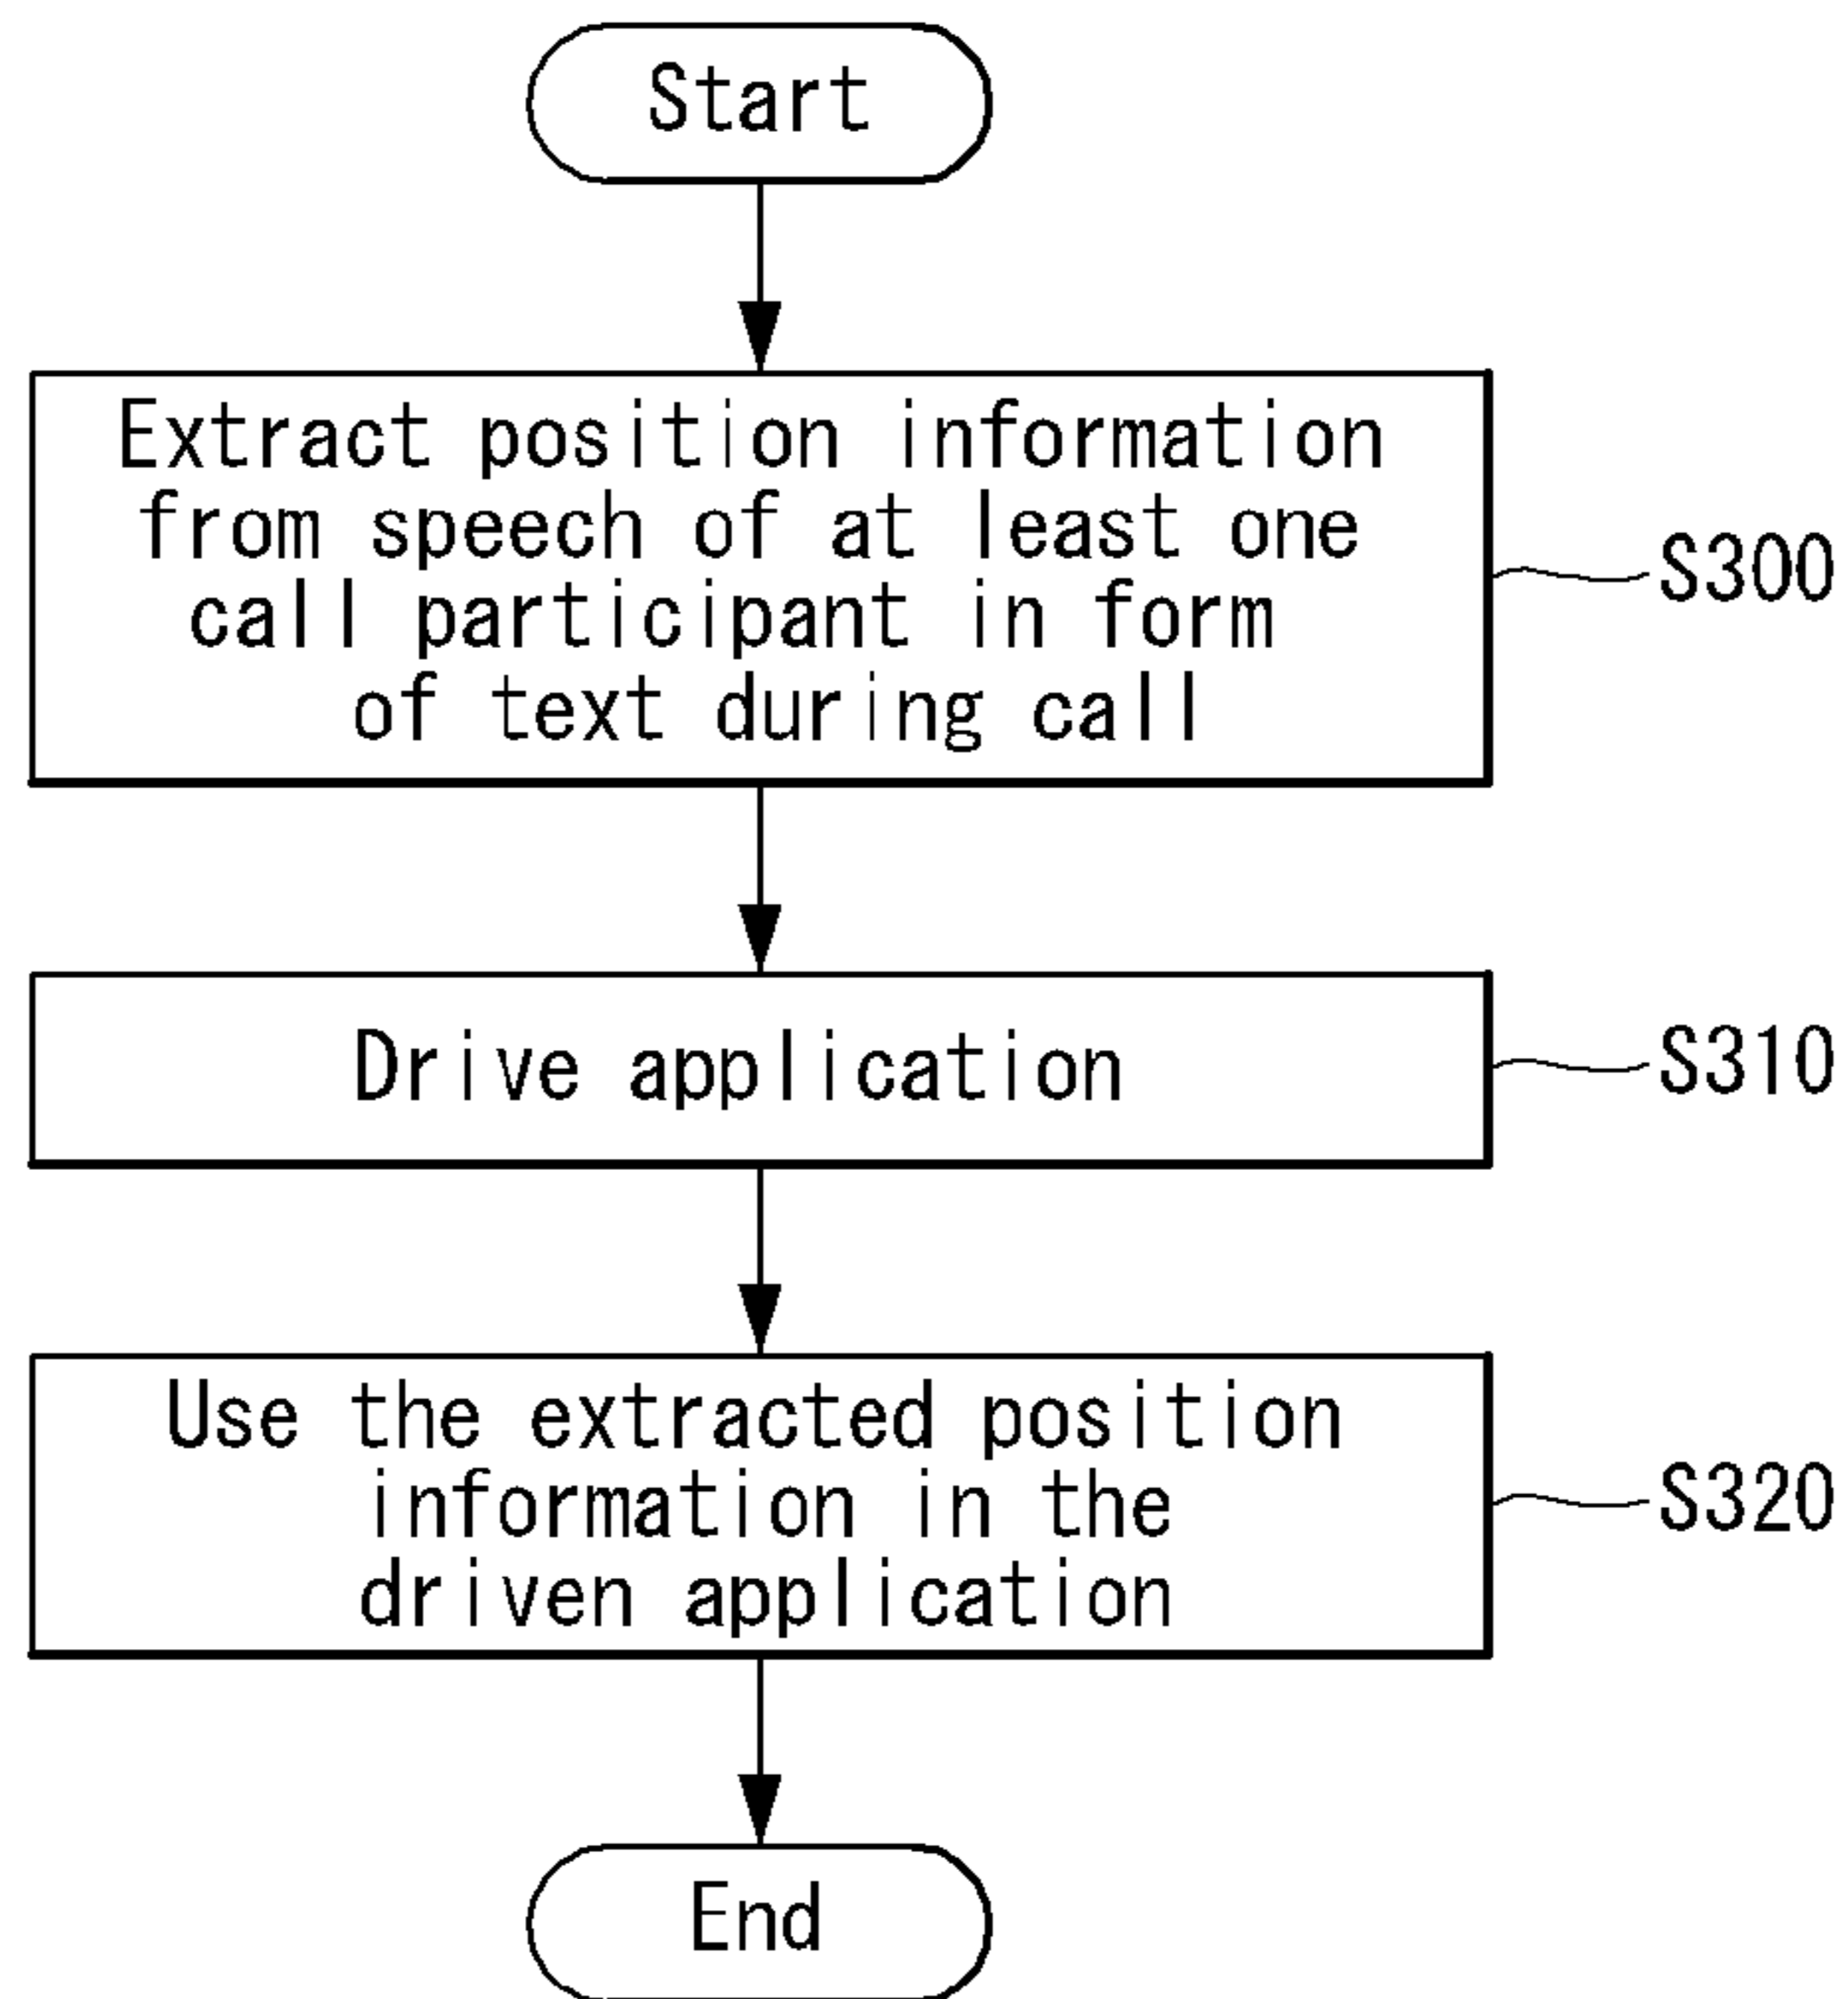 Start
Extract position information
from speech of at least one
call participant in form
of text during call
S300
Drive application
S310
Use the extracted position
information in the
driven application
S320
End